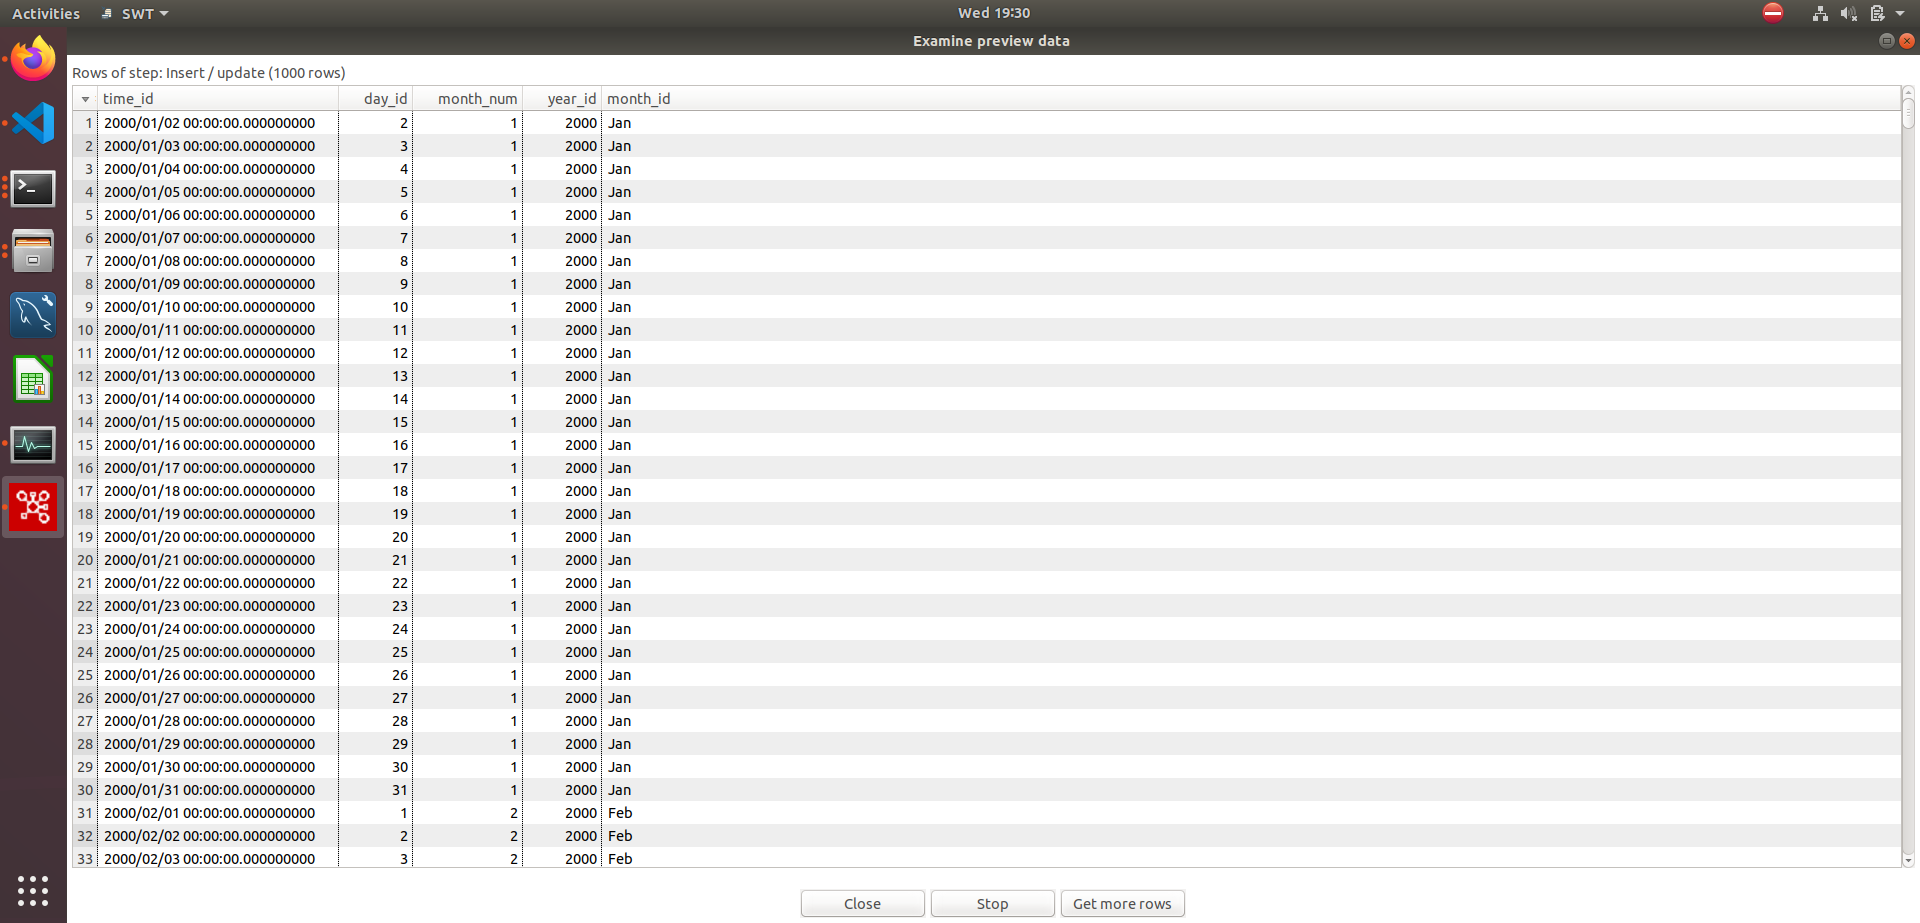 Activities SWT Wed 19:30
Examine preview data
Rows of step: Insert / update (1000 rows)
time_id day_id month_num year_id month_id
1 2000/01/02 00:00:00.000000000 2 1 2000 Jan
2 2000/01/03 00:00:00.000000000 3 1 2000 Jan
3 2000/01/04 00:00:00.000000000 4 1 2000 Jan
4 2000/01/05 00:00:00.000000000 5 1 2000 Jan
5 2000/01/06 00:00:00.000000000 6 1 2000 Jan
6 2000/01/07 00:00:00.000000000 7 1 2000 Jan
7 2000/01/08 00:00:00.000000000 8 1 2000 Jan
8 2000/01/09 00:00:00.000000000 9 1 2000 Jan
9 2000/01/10 00:00:00.000000000 10 1 2000 Jan
10 2000/01/11 00:00:00.000000000 11 1 2000 Jan
11 2000/01/12 00:00:00.000000000 12 1 2000 Jan
12 2000/01/13 00:00:00.000000000 13 1 2000 Jan
13 2000/01/14 00:00:00.000000000 14 1 2000 Jan
14 2000/01/15 00:00:00.000000000 15 1 2000 Jan
15 2000/01/16 00:00:00.000000000 16 1 2000 Jan
16 2000/01/17 00:00:00.000000000 17 1 2000 Jan
17 2000/01/18 00:00:00.000000000 18 1 2000 Jan
18 2000/01/19 00:00:00.000000000 19 1 2000 Jan
19 2000/01/20 00:00:00.000000000 20 1 2000 Jan
20 2000/01/21 00:00:00.000000000 21 1 2000 Jan
21 2000/01/22 00:00:00.000000000 22 1 2000 Jan
22 2000/01/23 00:00:00.000000000 23 1 2000 Jan
23 2000/01/24 00:00:00.000000000 24 1 2000 Jan
24 2000/01/25 00:00:00.000000000 25 1 2000 Jan
25 2000/01/26 00:00:00.000000000 26 1 2000 Jan
26 2000/01/27 00:00:00.000000000 27 1 2000 Jan
27 2000/01/28 00:00:00.000000000 28 1 2000 Jan
28 2000/01/29 00:00:00.000000000 29 1 2000 Jan
29 2000/01/30 00:00:00.000000000 30 1 2000 Jan
30 2000/01/31 00:00:00.000000000 31 1 2000 Jan
31 2000/02/01 00:00:00.000000000 1 2 2000 Feb
32 2000/02/02 00:00:00.000000000 2 2 2000 Feb
33 2000/02/03 00:00:00.000000000 3 2 2000 Feb
Close Stop Get more rows